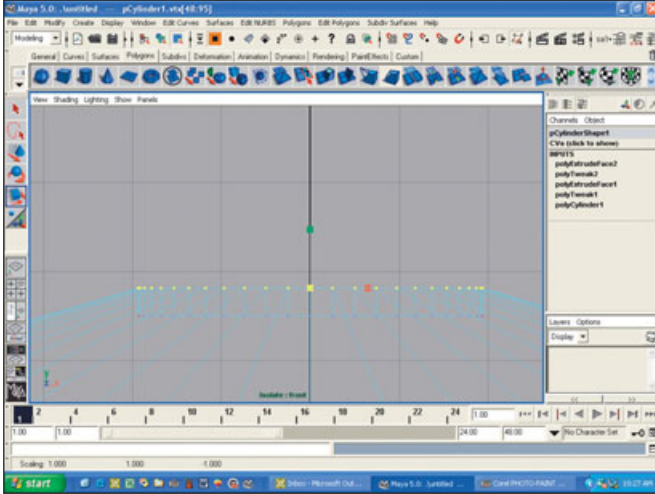 Maya 5.0: .\untitled --- pCylinder1.vtx[48:95]
File Edit Modify Create Display Window Edit Curves Surfaces Edit NURBS Polygons Edit Polygons Subdiv Surfaces Help
Modeling
General Curves Surfaces Polygons Subdivs Deformation Animation Dynamics Rendering PaintEffects Custom
View Shading Lighting Show Panels
Channels Object
pCylinderShape1
CVs (click to show)
INPUTS
polyExtrudeFace2
polyTweak2
polyExtrudeFace1
polyTweak1
polyCylinder1
Layers Options
Display
y
Isolate : front
2 4 6 8 10 12 14 16 18 20 22 24 1.00
1
1.00 1.00 24.00 48.00 No Character Set
Scaling: 1.000 1.000 -1.000
start Inbox - Microsoft Out... Maya 5.0: .\untitled ... Corel PHOTO-PAINT ... 10:27 AM